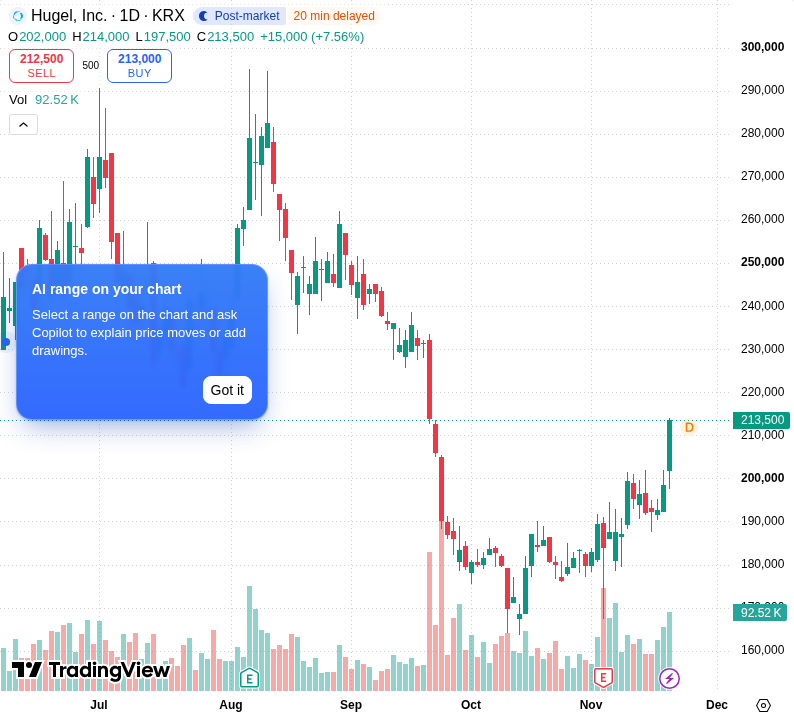 Hugel, Inc. · 1D · KRX Post-market 20 min delayed
O202,000 H214,000 L197,500 C213,500 +15,000 (+7.56%)
212,500
SELL
500
213,000
BUY
Vol 92.52 K
300,000
290,000
280,000
270,000
260,000
250,000
240,000
230,000
220,000
213,500
210,000
200,000
190,000
180,000
170,000
92.52 K
160,000
AI range on your chart
Select a range on the chart and ask
Copilot to explain price moves or add
drawings.
Got it
D
TradingView
E
E
Jul Aug Sep Oct Nov Dec